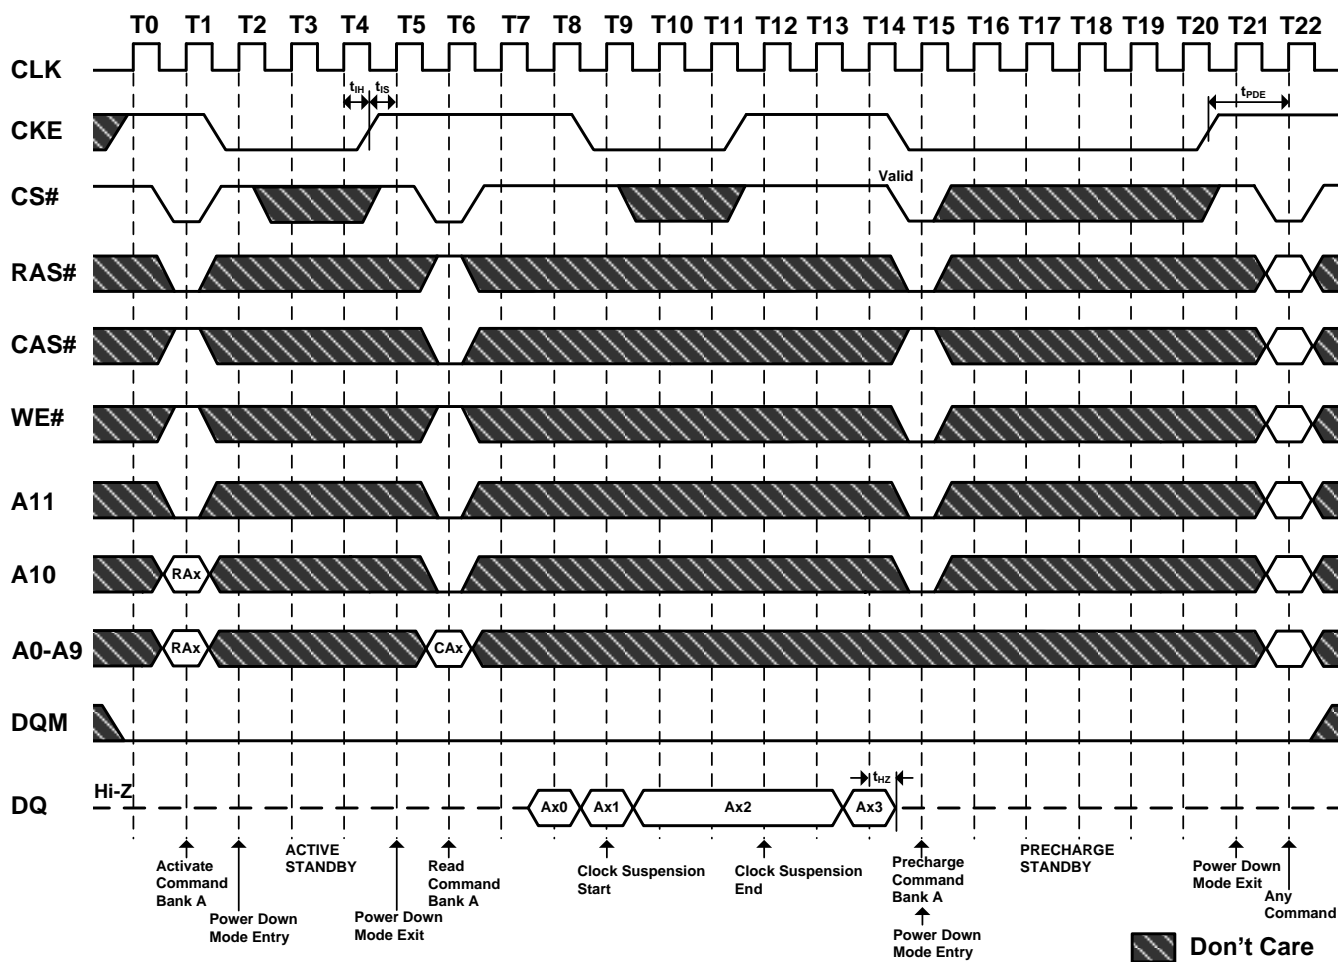 T0 T1 T2 T3 T4 T5 T6 T7 T8 T9 T10 T11 T12 T13 T14 T15 T16 T17 T18 T19 T20 T21 T22
CLK
tIH tIS
tPDE
CKE
Valid
CS#
RAS#
CAS#
WE#
A11
A10
RAx
A0-A9
RAx
CAx
DQM
tHZ
Hi-Z
DQ
Ax0
Ax1
Ax2
Ax3
Activate
Command
Bank A
Power Down
Mode Entry
ACTIVE
STANDBY
Power Down
Mode Exit
Read
Command
Bank A
Clock Suspension
Start
Clock Suspension
End
Precharge
Command
Bank A
Power Down
Mode Entry
PRECHARGE
STANDBY
Power Down
Mode Exit
Any
Command
Don't Care